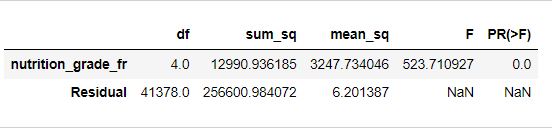 df sum_sq mean_sq F PR(>F)
nutrition_grade_fr 4.0 12990.936185 3247.734046 523.710927 0.0
Residual 41378.0 256600.984072 6.201387 NaN NaN